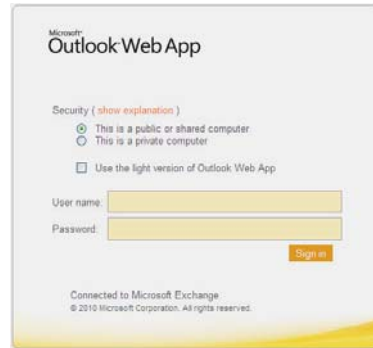 Microsoft®
Outlook Web App
Security ( show explanation )
This is a public or shared computer
This is a private computer
Use the light version of Outlook Web App
User name:
Password:
Sign in
Connected to Microsoft Exchange
© 2010 Microsoft Corporation. All rights reserved.